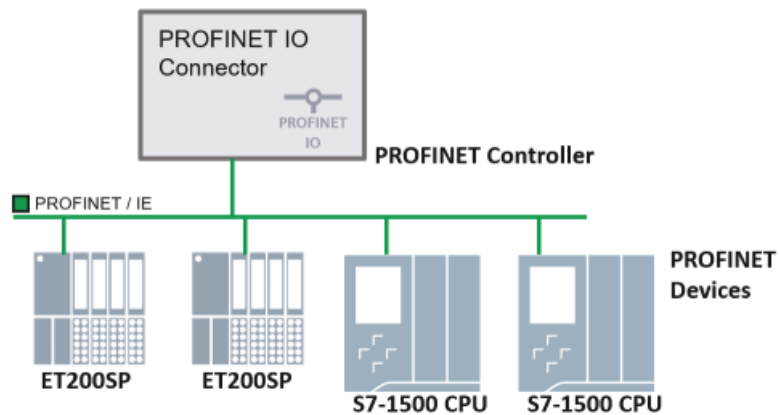 PROFINET IO
Connector
PROFINET
IO
PROFINET Controller
PROFINET / IE
PROFINET
Devices
ET200SP
ET200SP
S7-1500 CPU
S7-1500 CPU